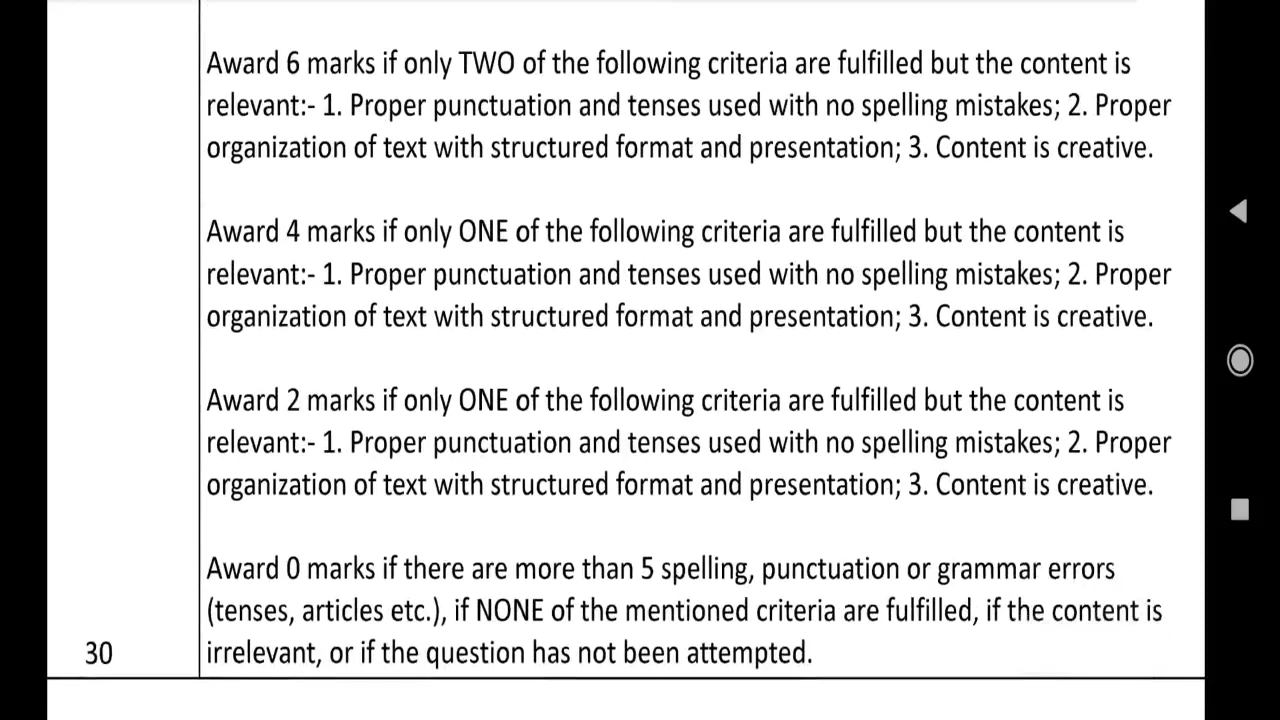 Award 6 marks if only TWO of the following criteria are fulfilled but the content is
relevant:- 1. Proper punctuation and tenses used with no spelling mistakes; 2. Proper
organization of text with structured format and presentation; 3. Content is creative.
Award 4 marks if only ONE of the following criteria are fulfilled but the content is
relevant:- 1. Proper punctuation and tenses used with no spelling mistakes; 2. Proper
organization of text with structured format and presentation; 3. Content is creative.
Award 2 marks if only ONE of the following criteria are fulfilled but the content is
relevant:- 1. Proper punctuation and tenses used with no spelling mistakes; 2. Proper
organization of text with structured format and presentation; 3. Content is creative.
Award 0 marks if there are more than 5 spelling, punctuation or grammar errors
(tenses, articles etc.), if NONE of the mentioned criteria are fulfilled, if the content is
30 irrelevant, or if the question has not been attempted.